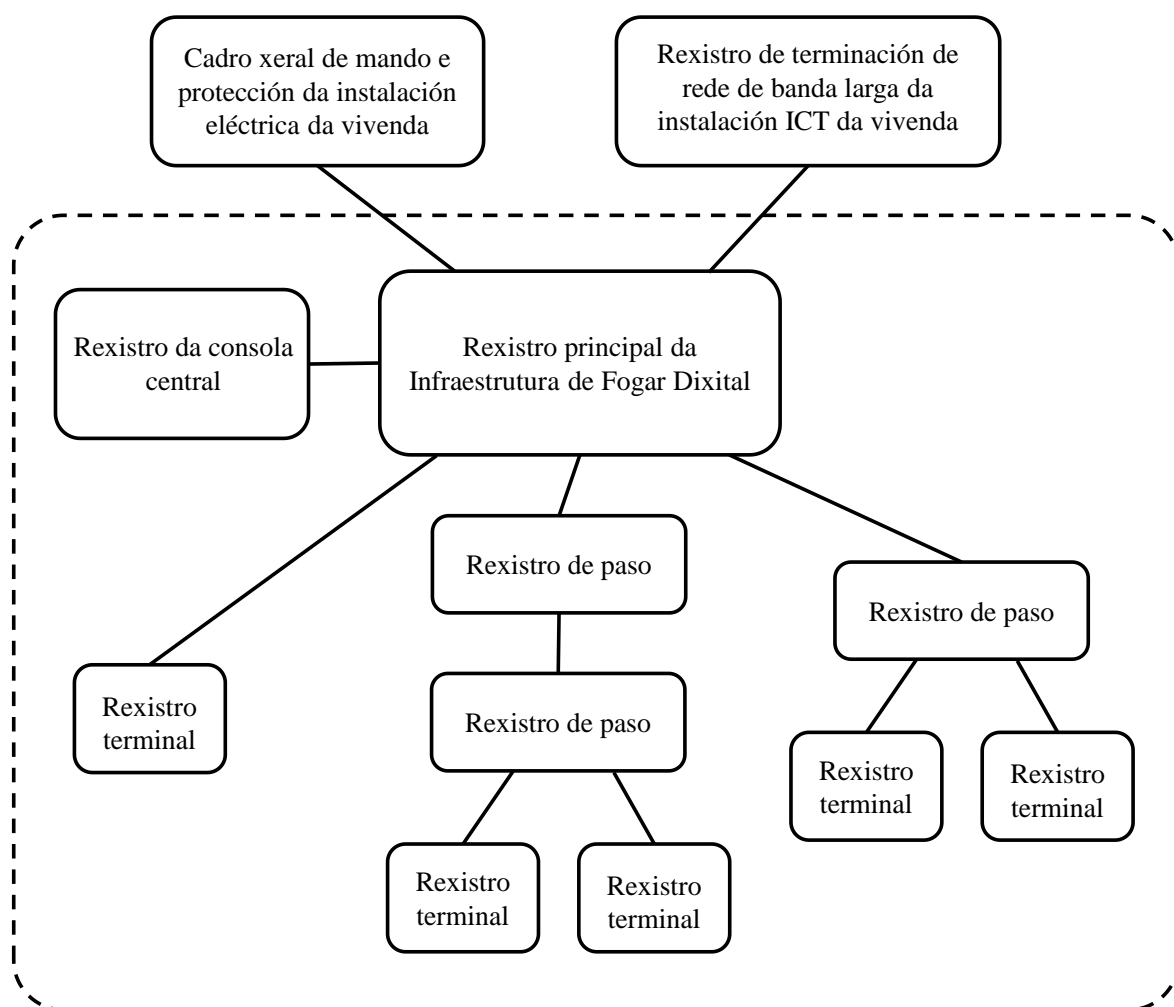 Cadro xeral de mando e
protección da instalación
eléctrica da vivenda
Rexistro de terminación de
rede de banda larga da
instalación ICT da vivenda
Rexistro da consola
central
Rexistro principal da
Infraestrutura de Fogar Dixital
Rexistro de paso
Rexistro de paso
Rexistro
terminal
Rexistro de paso
Rexistro
terminal
Rexistro
terminal
Rexistro
terminal
Rexistro
terminal